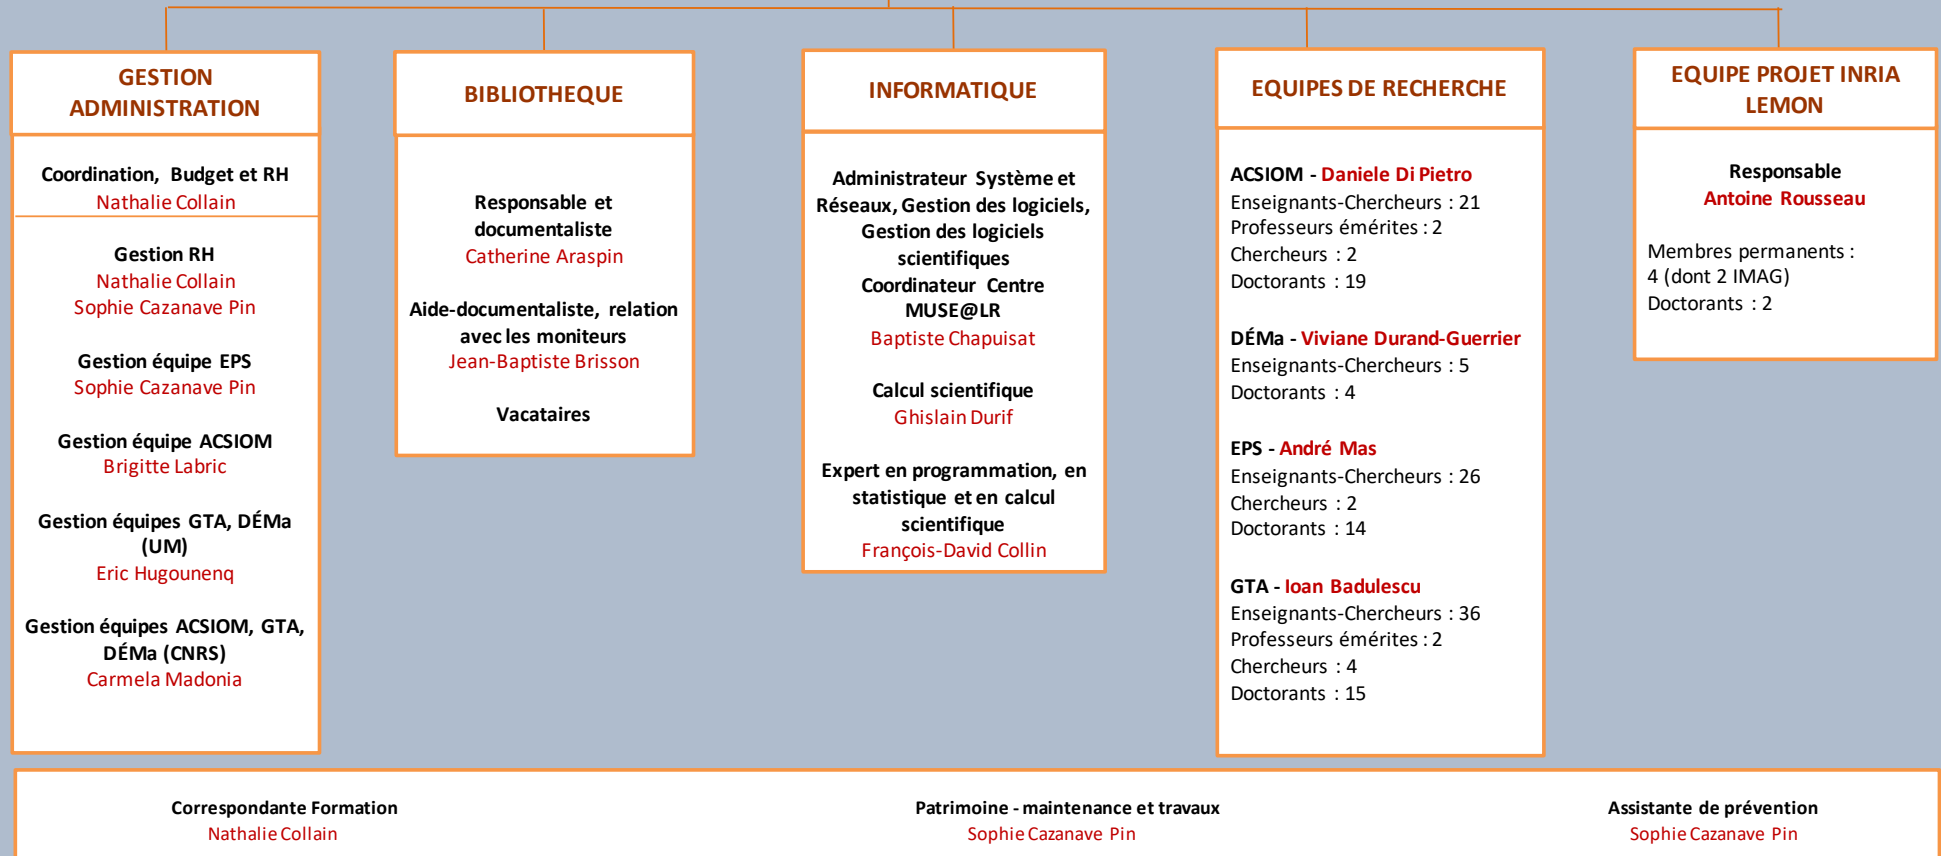 GESTION
ADMINISTRATION
Coordination, Budget et RH
Nathalie Collain
Gestion RH
Nathalie Collain
Sophie Cazanave Pin
Gestion équipe EPS
Sophie Cazanave Pin
Gestion équipe ACSIOM
Brigitte Labric
Gestion équipes GTA, DÉMa
(UM)
Eric Hugounenq
Gestion équipes ACSIOM, GTA,
DÉMa (CNRS)
Carmela Madonia
BIBLIOTHEQUE
Responsable et
documentaliste
Catherine Araspin
Aide-documentaliste, relation
avec les moniteurs
Jean-Baptiste Brisson
Vacataires
INFORMATIQUE
Administrateur Système et
Réseaux, Gestion des logiciels,
Gestion des logiciels
scientifiques
Coordinateur Centre
MUSE@LR
Baptiste Chapuisat
Calcul scientifique
Ghislain Durif
Expert en programmation, en
statistique et en calcul
scientifique
François-David Collin
EQUIPES DE RECHERCHE
ACSIOM - Daniele Di Pietro
Enseignants-Chercheurs : 21
Professeurs émérites : 2
Chercheurs : 2
Doctorants : 19
DÉMa - Viviane Durand-Guerrier
Enseignants-Chercheurs : 5
Doctorants : 4
EPS - André Mas
Enseignants-Chercheurs : 26
Chercheurs : 2
Doctorants : 14
GTA - Ioan Badulescu
Enseignants-Chercheurs : 36
Professeurs émérites : 2
Chercheurs : 4
Doctorants : 15
EQUIPE PROJET INRIA
LEMON
Responsable
Antoine Rousseau
Membres permanents :
4 (dont 2 IMAG)
Doctorants : 2
Correspondante Formation
Nathalie Collain
Patrimoine - maintenance et travaux
Sophie Cazanave Pin
Assistante de prévention
Sophie Cazanave Pin